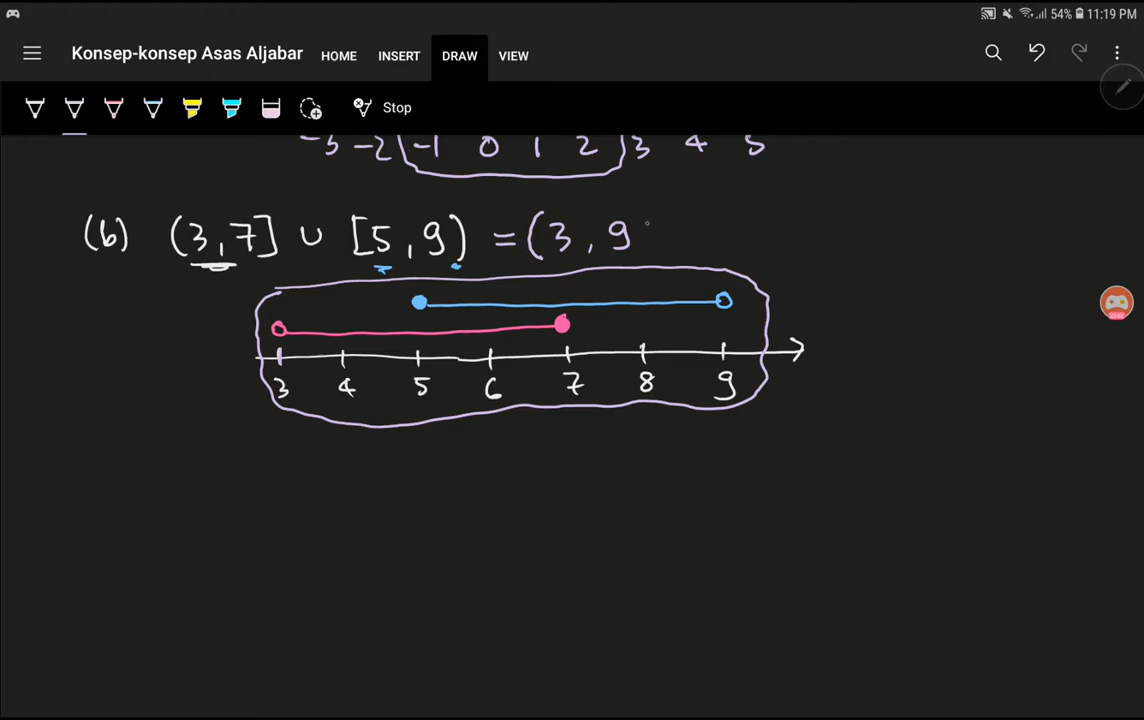 54% 11:19 PM
Konsep-konsep Asas Aljabar HOME INSERT DRAW VIEW
Stop
-3 -2 (-1 0 1 2) 3 4 5
(b) (3,7] ∪ [5,9) = (3, 9
3 4 5 6 7 8 9